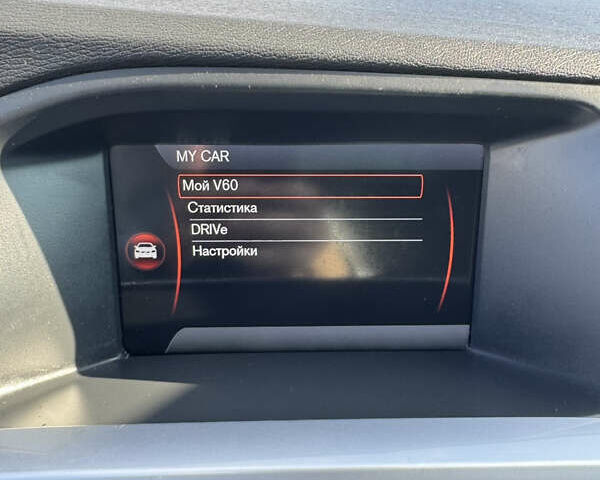 MY CAR
Мой V60
Статистика
DRIVe
Настройки